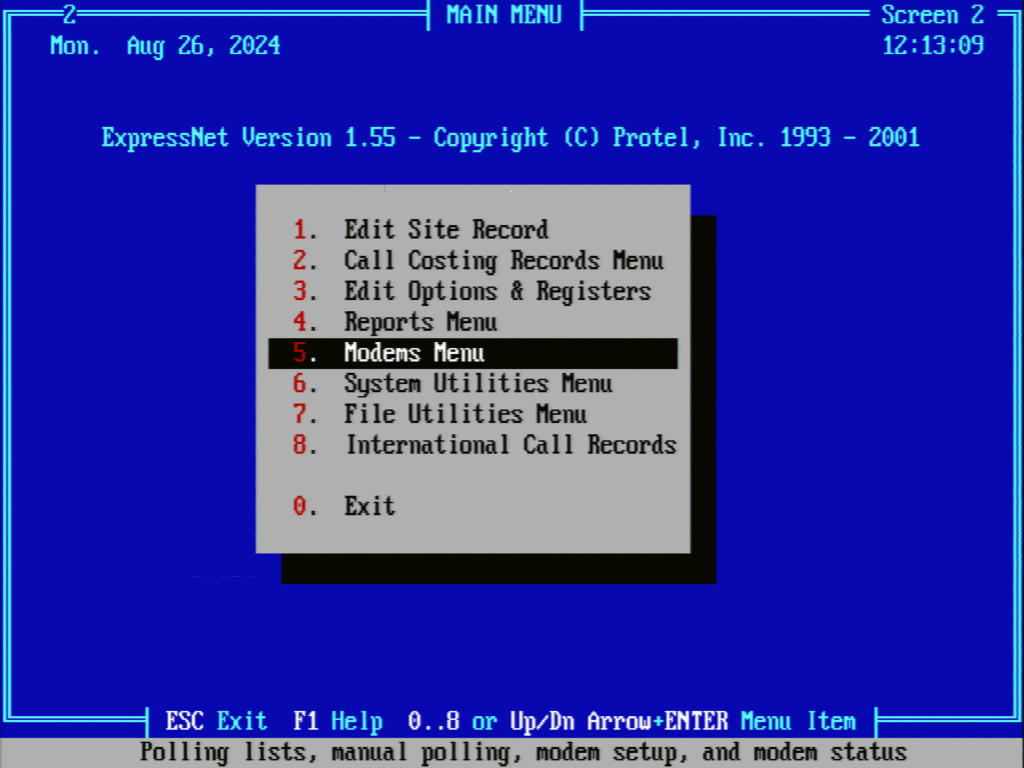 2 MAIN MENU Screen 2
Mon. Aug 26, 2024 12:13:09
ExpressNet Version 1.55 - Copyright (C) Protel, Inc. 1993 - 2001
1. Edit Site Record
2. Call Costing Records Menu
3. Edit Options & Registers
4. Reports Menu
5. Modems Menu
6. System Utilities Menu
7. File Utilities Menu
8. International Call Records
0. Exit
ESC Exit F1 Help 0..8 or Up/Dn Arrow+ENTER Menu Item
Polling lists, manual polling, modem setup, and modem status